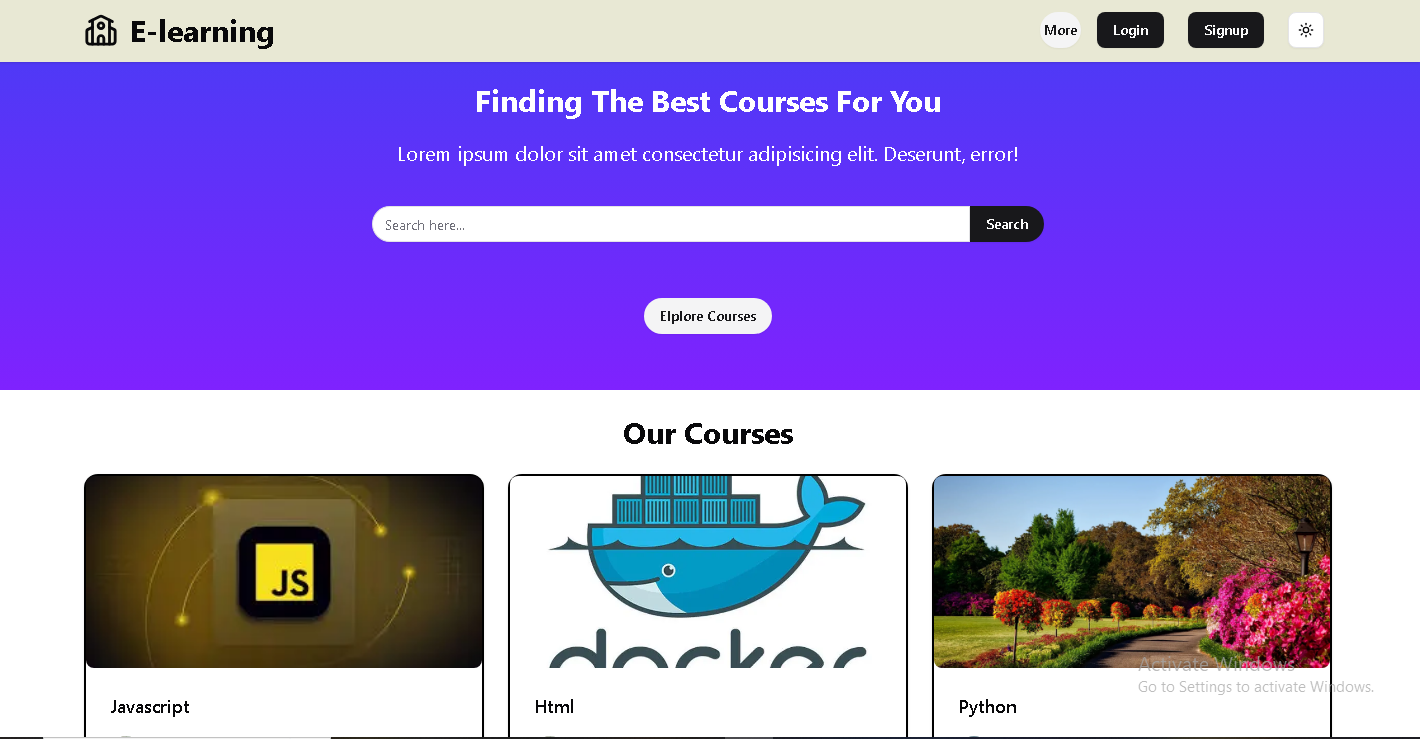 E-learning
More
Login
Signup
Finding The Best Courses For You
Lorem ipsum dolor sit amet consectetur adipisicing elit. Deserunt, error!
Search here...
Search
Elplore Courses
Our Courses
JS
docker
Activate Windows
Go to Settings to activate Windows.
Javascript
Html
Python